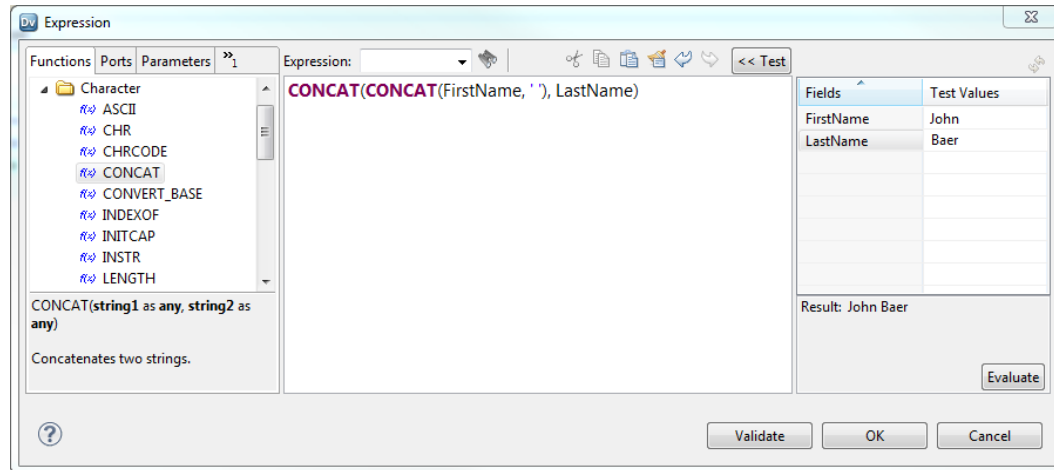 Dv Expression
Functions Ports Parameters »1 Expression: << Test
Character
f(x) ASCII
f(x) CHR
f(x) CHRCODE
f(x) CONCAT
f(x) CONVERT_BASE
f(x) INDEXOF
f(x) INITCAP
f(x) INSTR
f(x) LENGTH
CONCAT(string1 as any, string2 as
any)
Concatenates two strings.
CONCAT(CONCAT(FirstName, ' '), LastName)
Fields Test Values
FirstName John
LastName Baer
Result: John Baer
Evaluate
? Validate OK Cancel